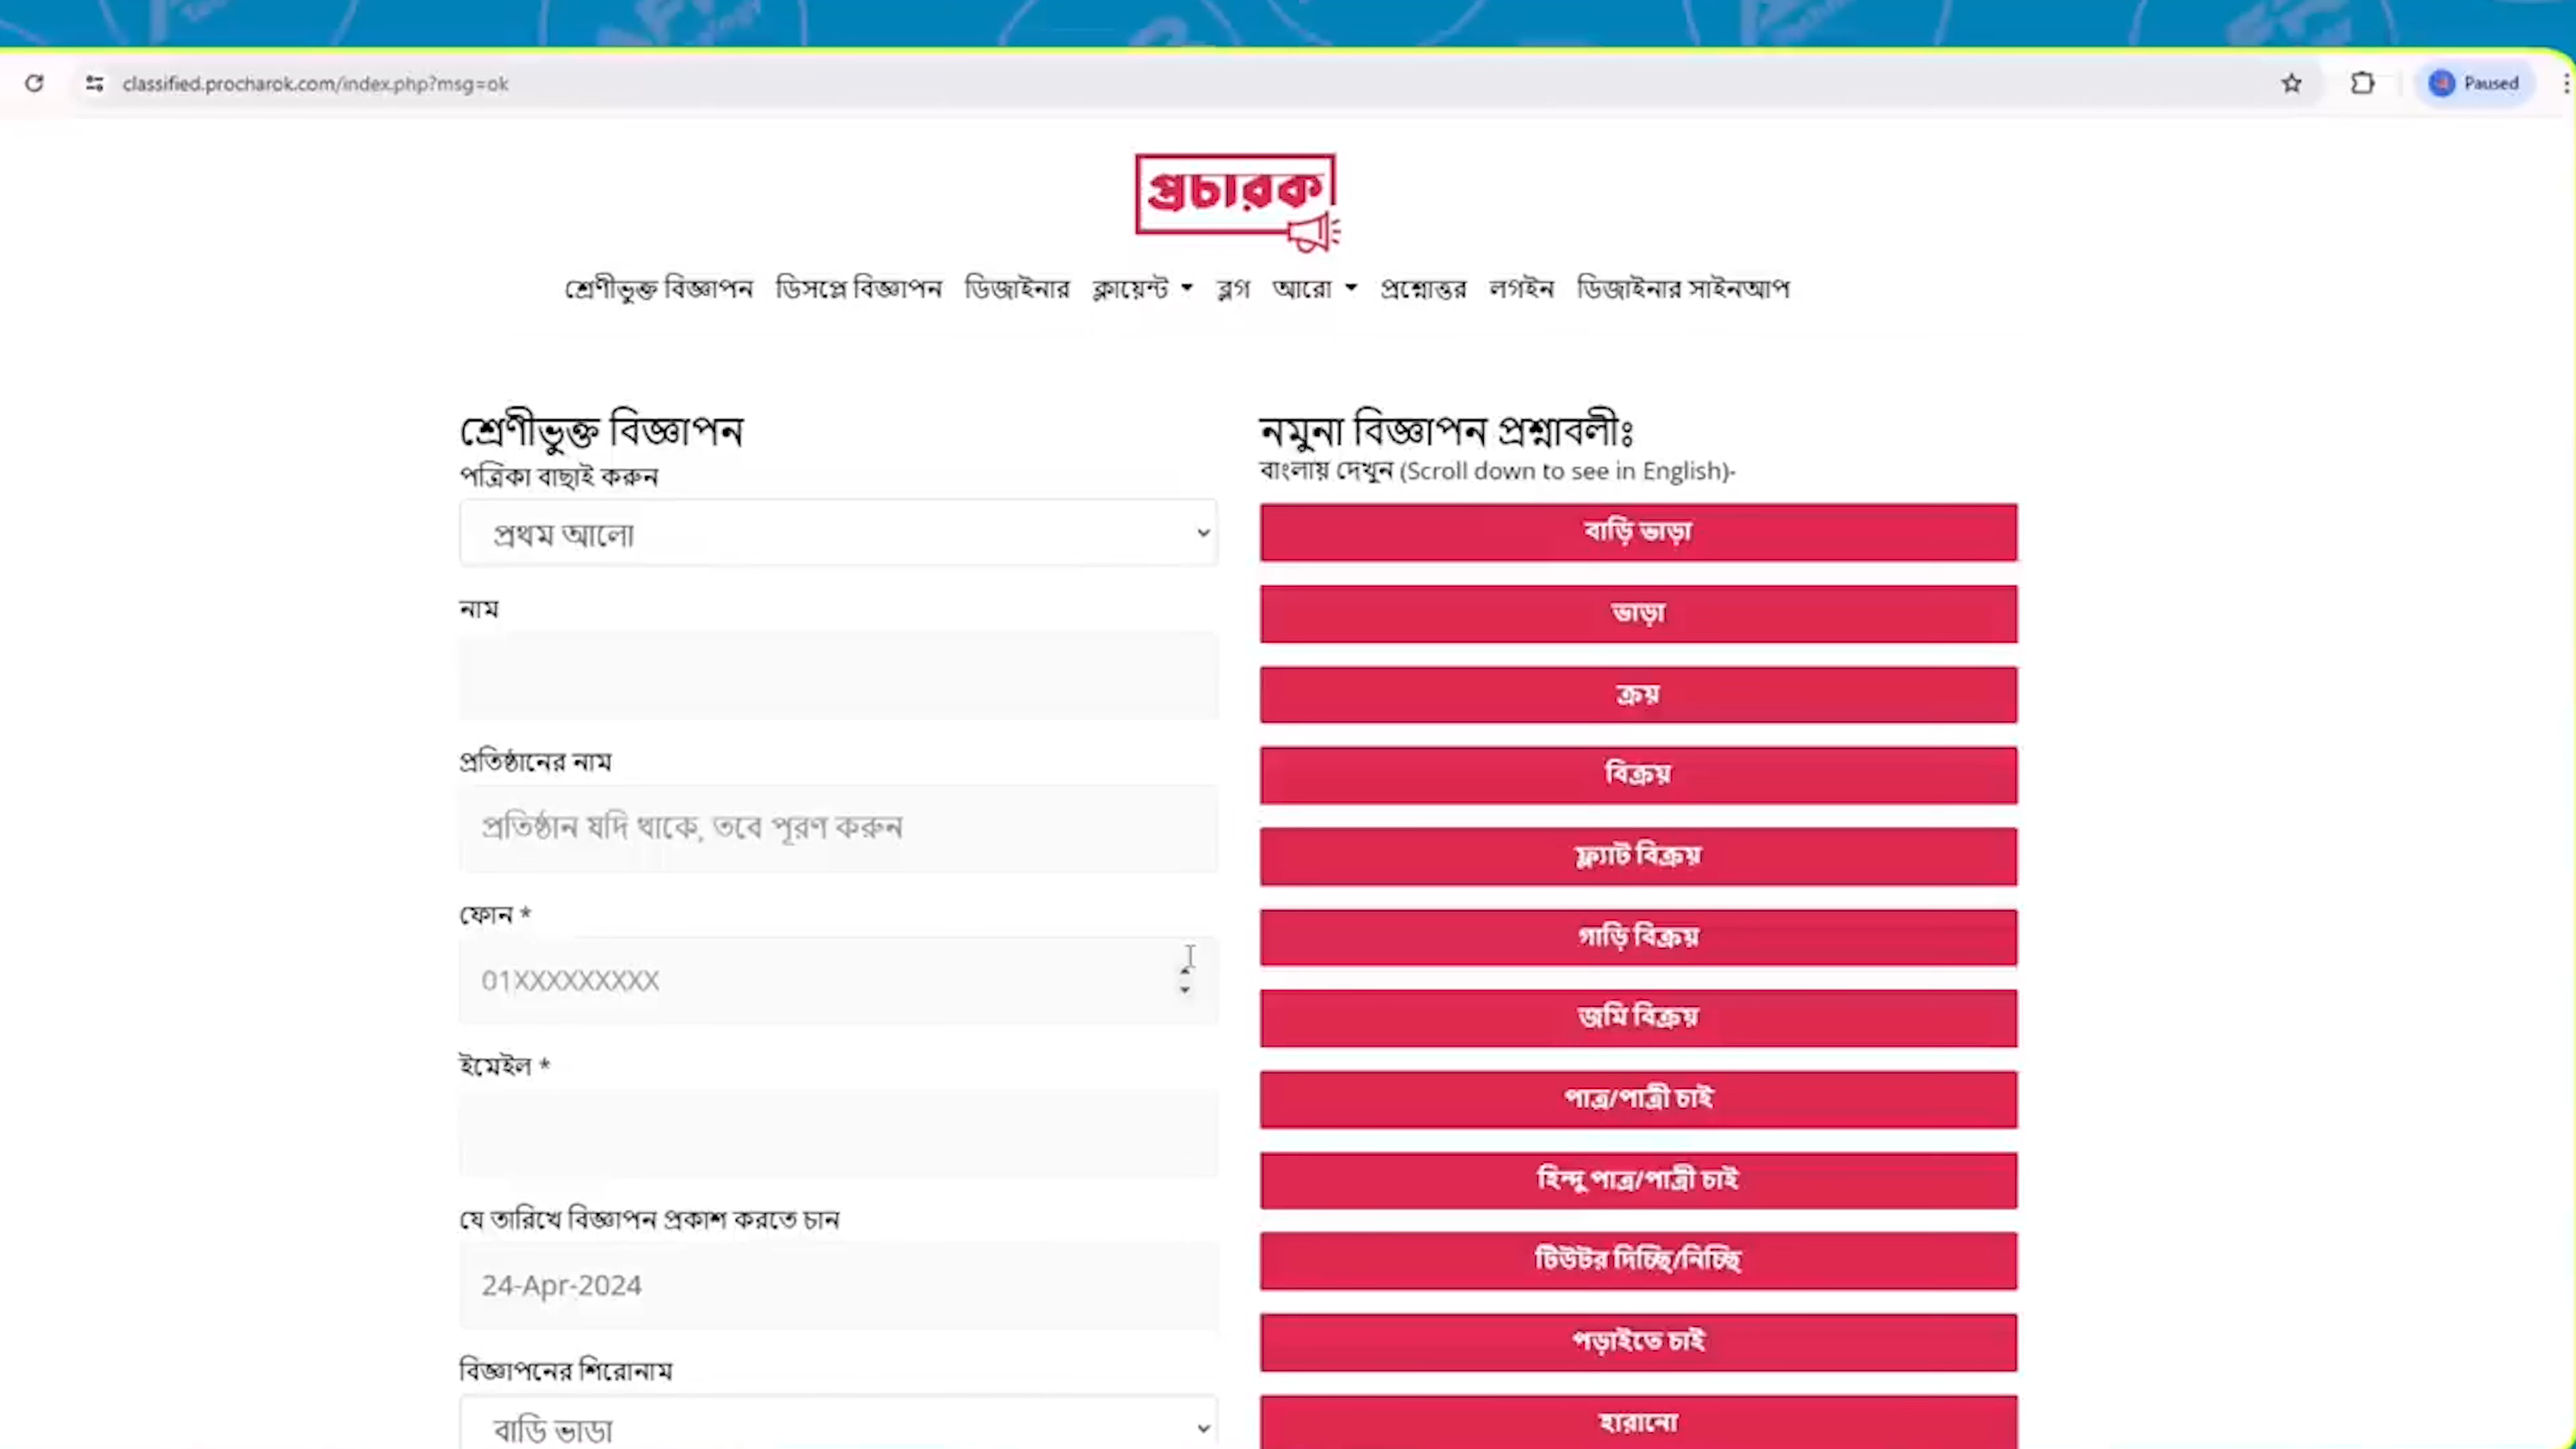 classified.procharok.com/index.php?msg=ok
Paused
প্রচারক
শ্রেণীভুক্ত বিজ্ঞাপন ডিসপ্লে বিজ্ঞাপন ডিজাইনার ক্লায়েন্ট ব্লগ আরো প্রশ্নোত্তর লগইন ডিজাইনার সাইনআপ
শ্রেণীভুক্ত বিজ্ঞাপন
পত্রিকা বাছাই করুন
প্রথম আলো
নাম
প্রতিষ্ঠানের নাম
প্রতিষ্ঠান যদি থাকে, তবে পূরণ করুন
ফোন *
01XXXXXXXXX
ইমেইল *
যে তারিখে বিজ্ঞাপন প্রকাশ করতে চান
24-Apr-2024
বিজ্ঞাপনের শিরোনাম
বাড়ি ভাড়া
নমুনা বিজ্ঞাপন প্রশ্নাবলীঃ
বাংলায় দেখুন (Scroll down to see in English)-
বাড়ি ভাড়া
ভাড়া
ক্রয়
বিক্রয়
ফ্ল্যাট বিক্রয়
গাড়ি বিক্রয়
জমি বিক্রয়
পাত্র/পাত্রী চাই
হিন্দু পাত্র/পাত্রী চাই
টিউটর দিচ্ছি/নিচ্ছি
পড়াইতে চাই
হারানো